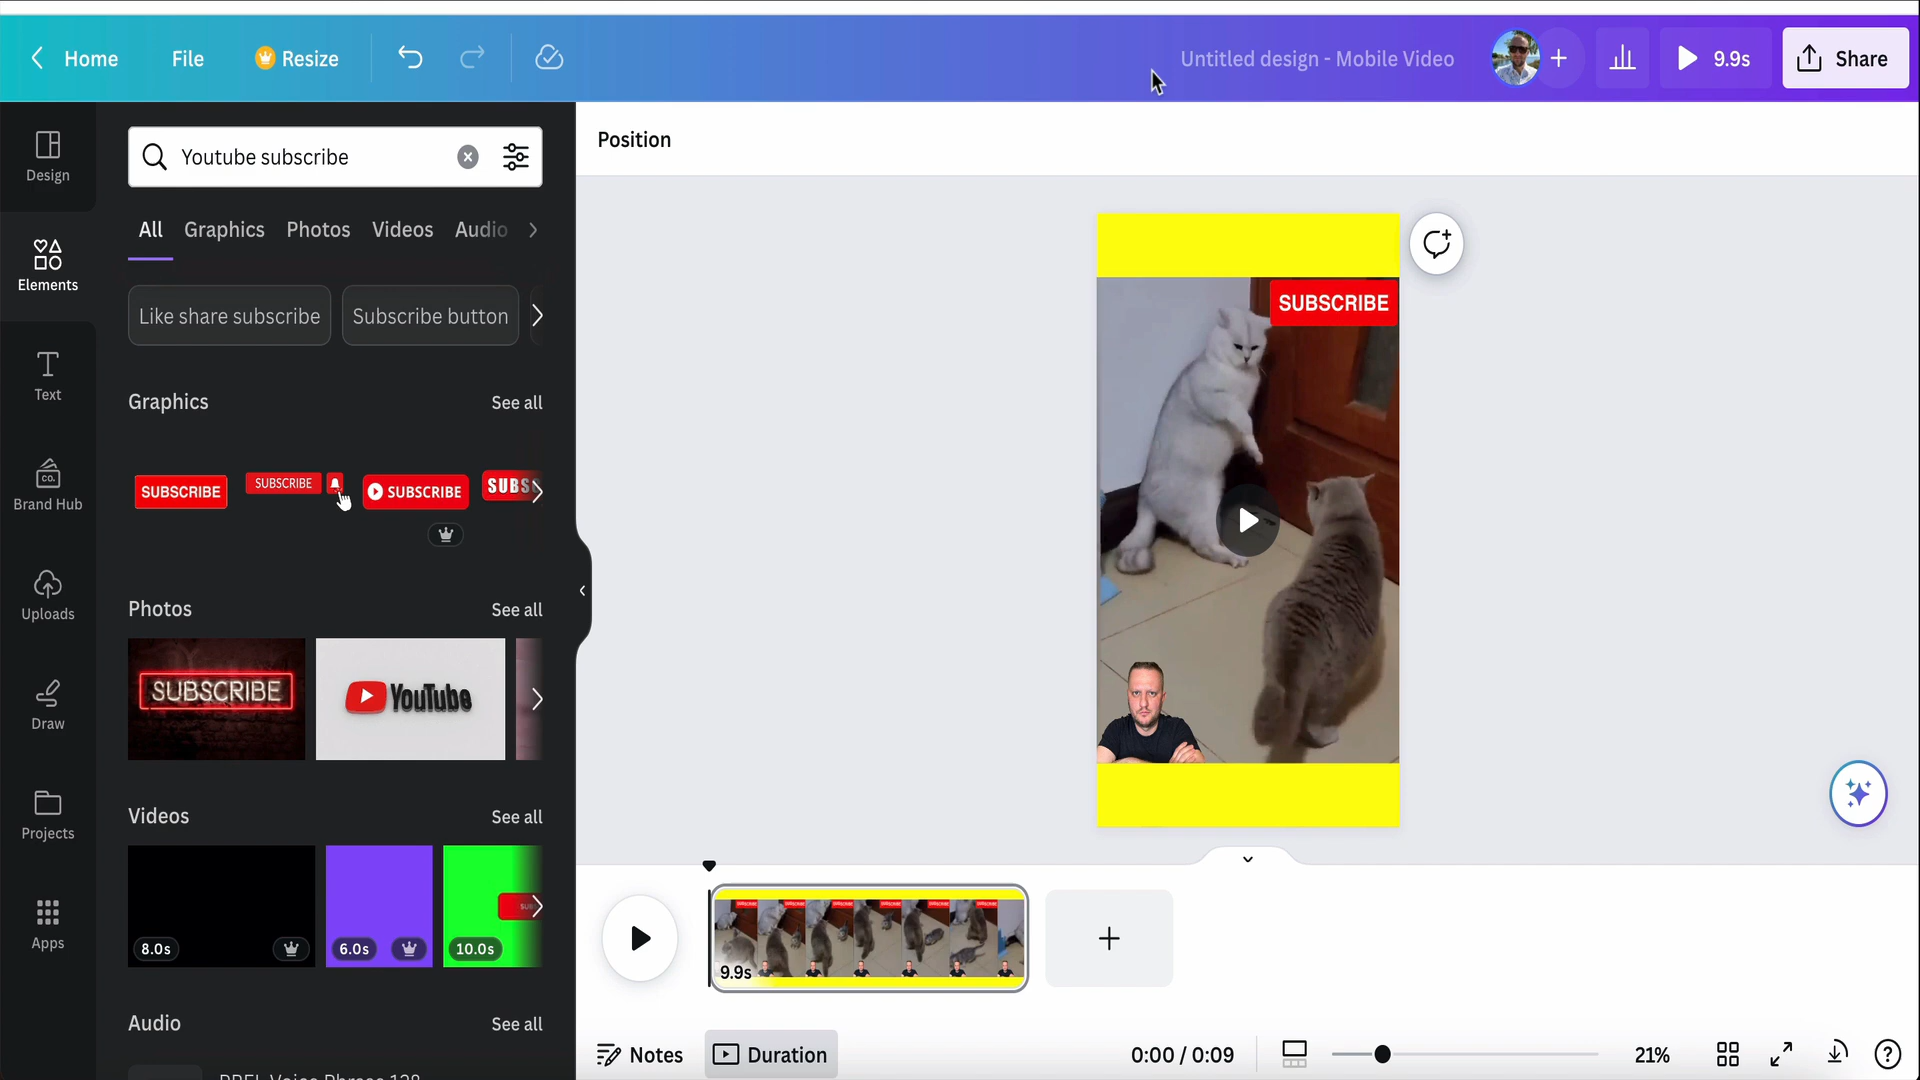 Home
File
Resize
Untitled design - Mobile Video
9.9s
Share
Design
Elements
Text
CO.
Brand Hub
Uploads
Draw
Projects
Apps
Youtube subscribe
All
Graphics
Photos
Videos
Audio
Like share subscribe
Subscribe button
Graphics
See all
SUBSCRIBE
SUBSCRIBE
SUBSCRIBE
SUBS
Photos
See all
SUBSCRIBE
YouTube
Videos
See all
8.0s
6.0s
10.0s
Audio
See all
Position
SUBSCRIBE
9.9s
Notes
Duration
0:00 / 0:09
21%